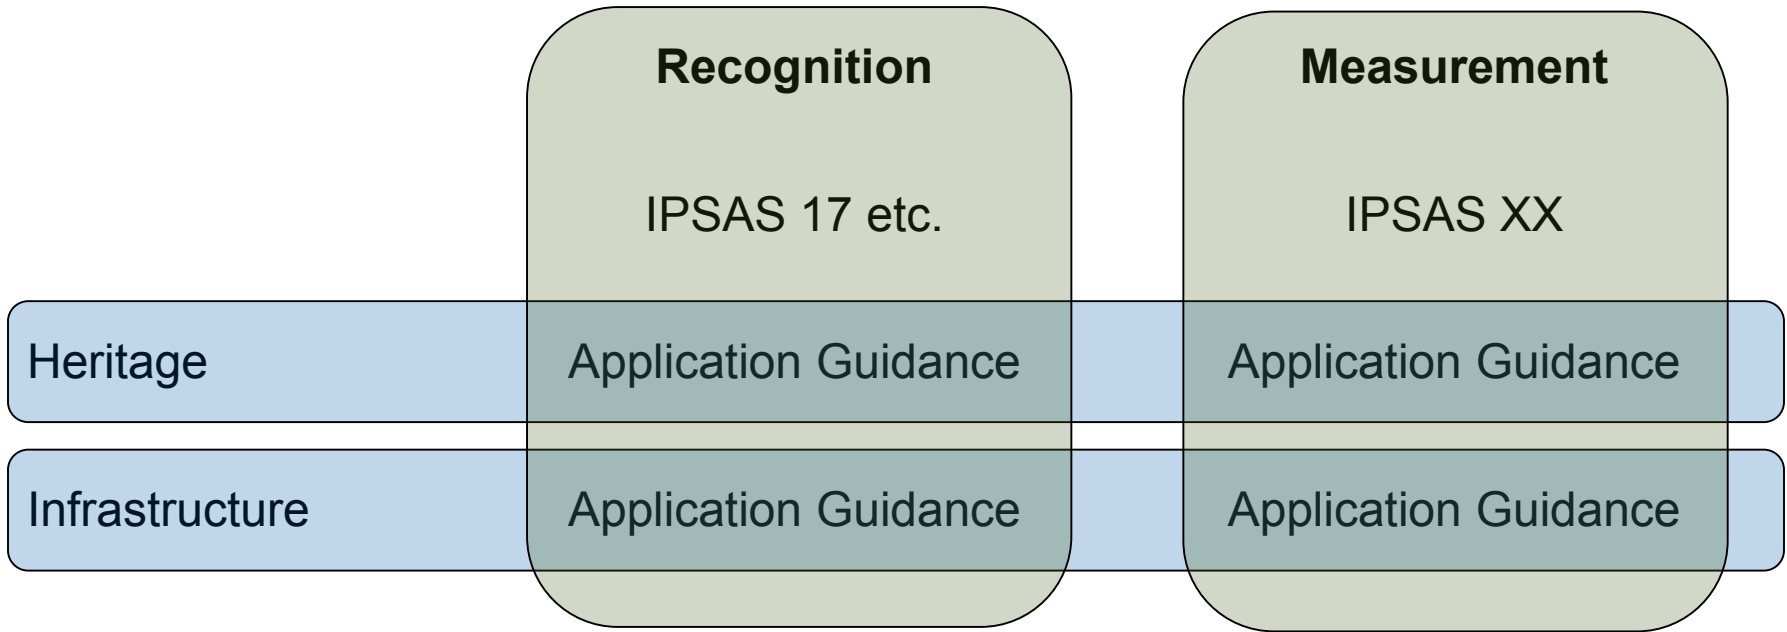 Recognition Measurement
IPSAS 17 etc. IPSAS XX
Heritage Application Guidance Application Guidance
Infrastructure Application Guidance Application Guidance